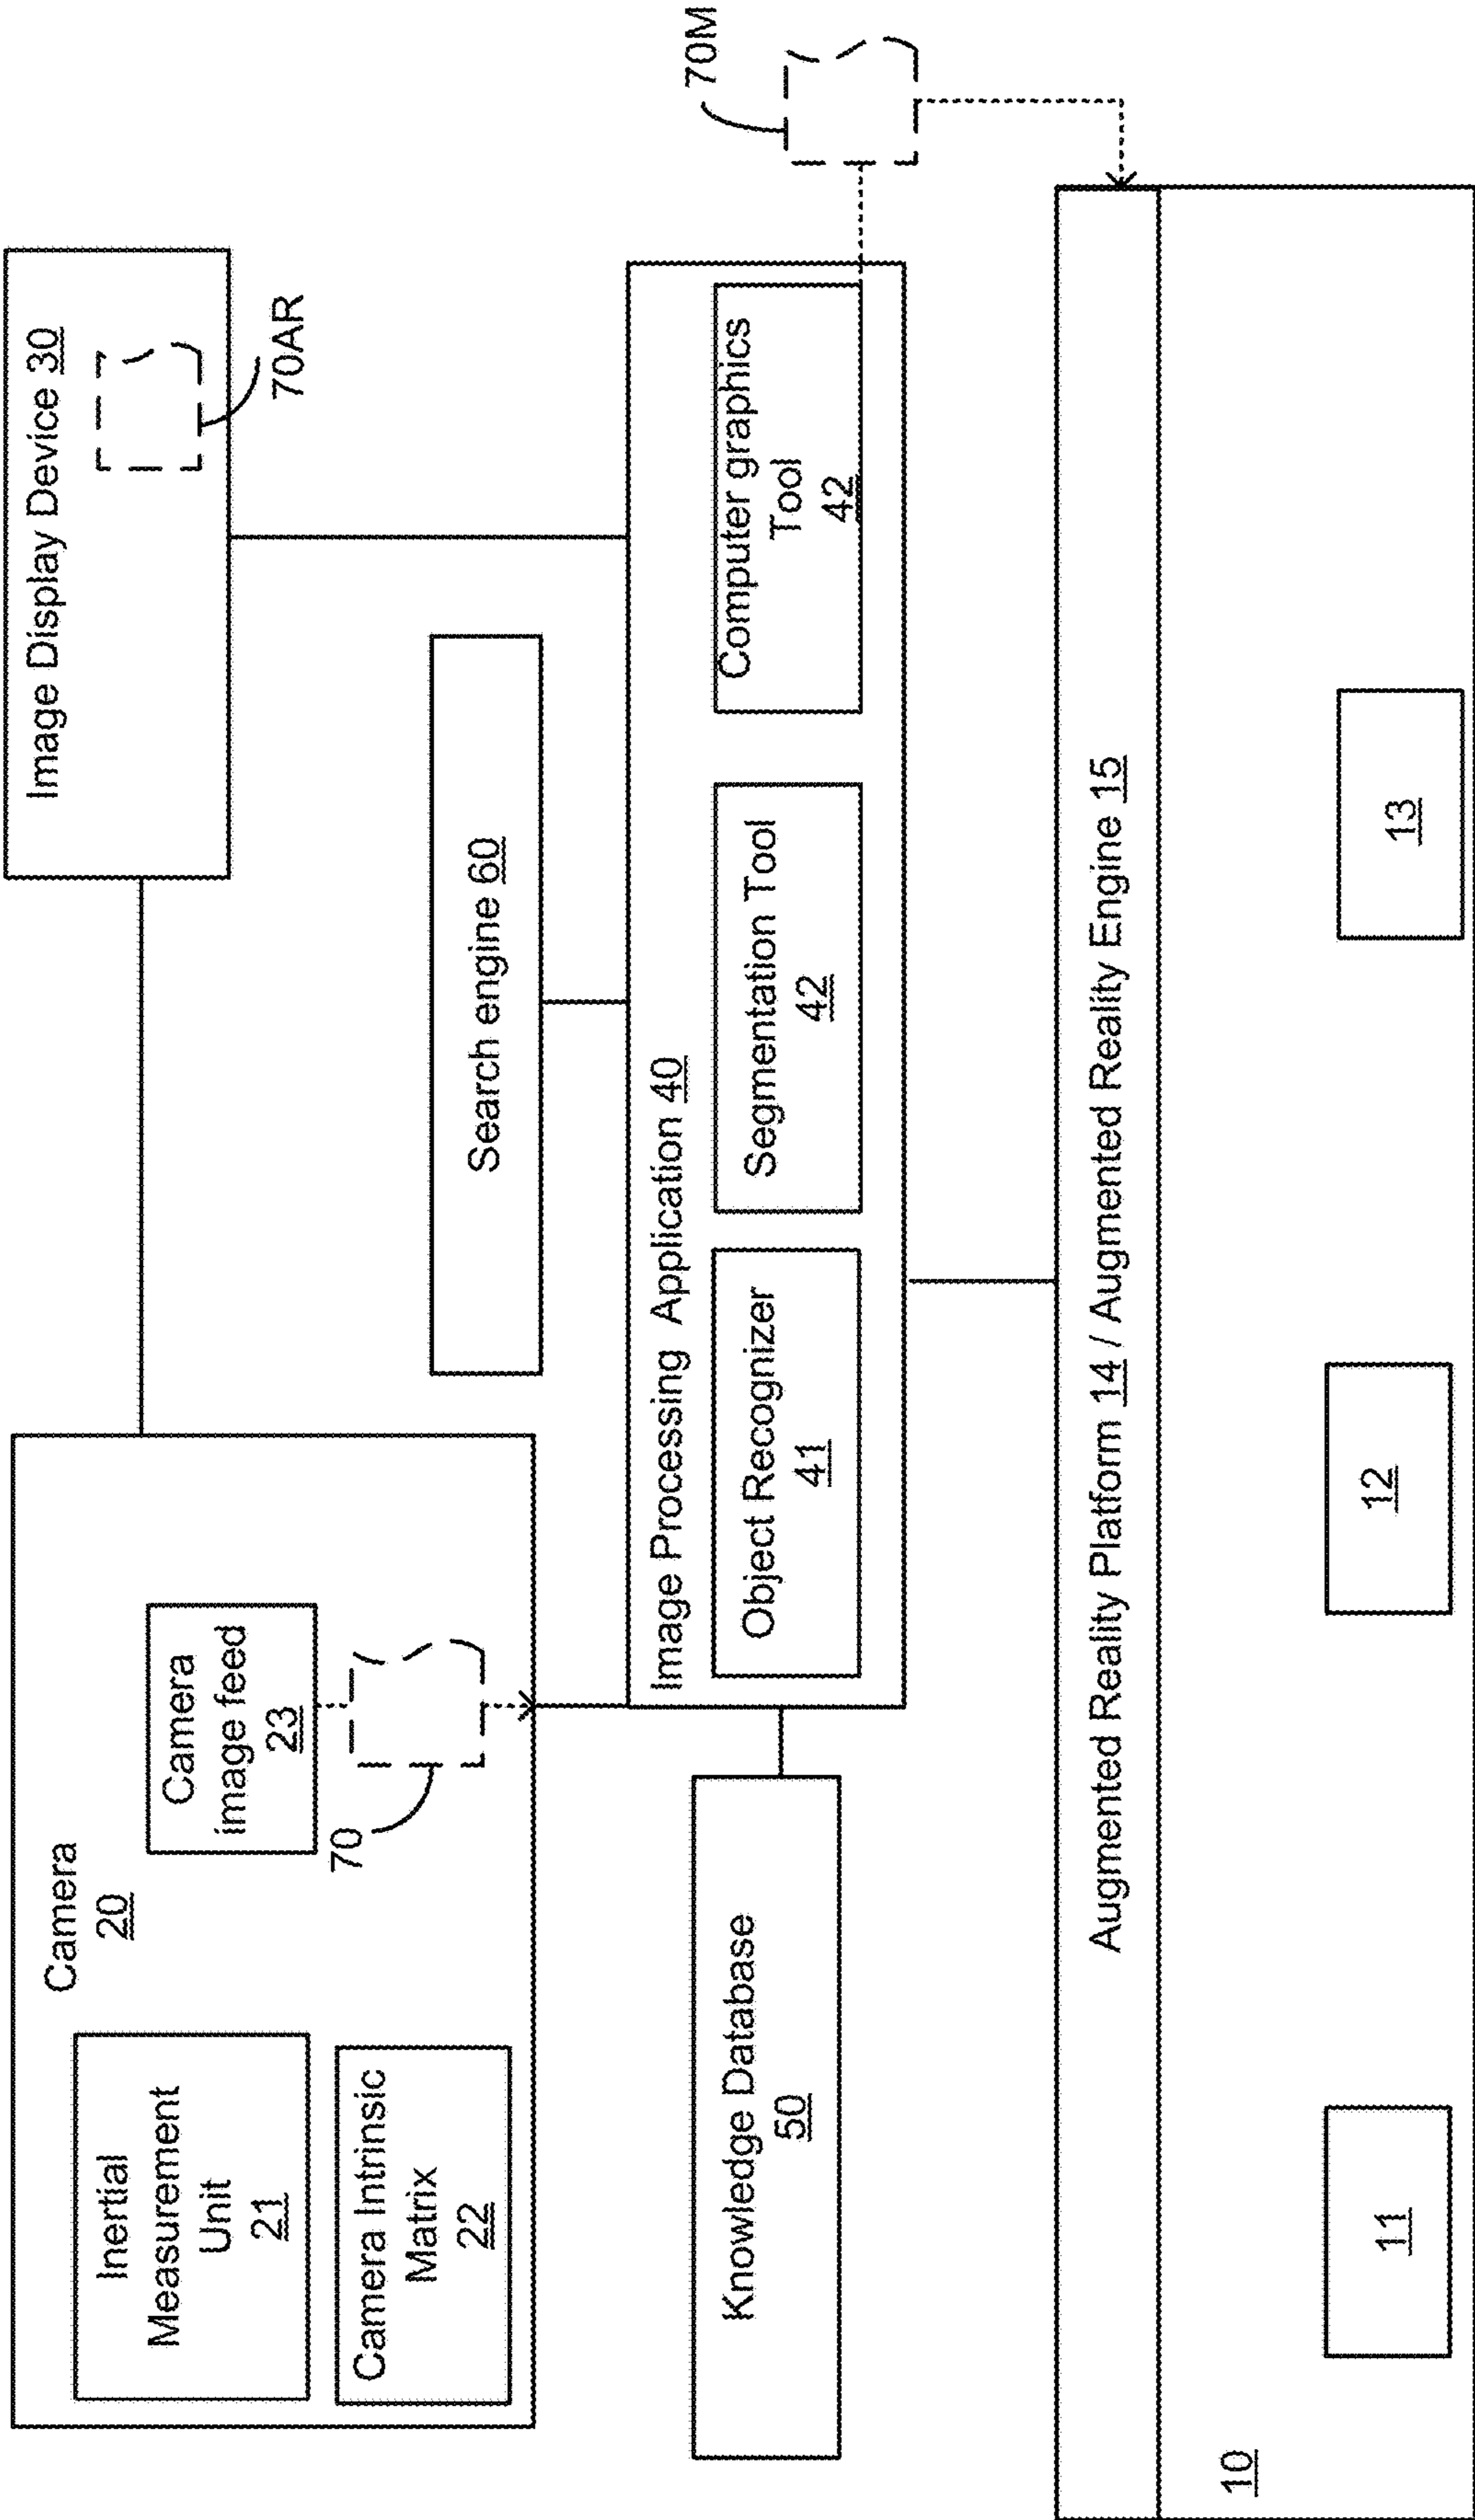 Camera
20
Inertial
Measurement
Unit
21
Camera Intrinsic
Matrix
22
Camera
image feed
23
70
Image Display Device 30
70AR
Search engine 60
Knowledge Database
50
Image Processing Application 40
Object Recognizer
41
Segmentation Tool
42
Computer graphics
Tool
42
70M
Augmented Reality Platform 14 / Augmented Reality Engine 15
10
11
12
13